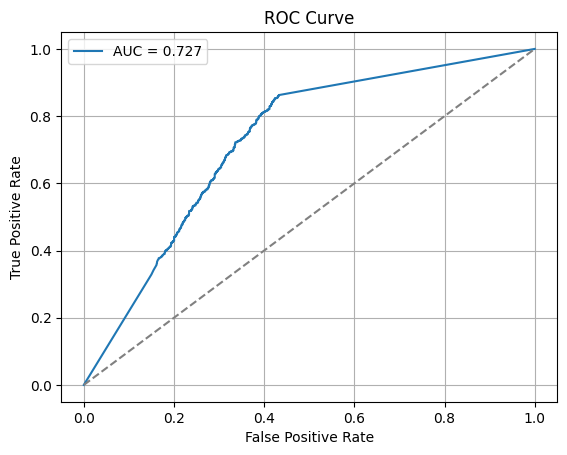 ROC Curve
AUC = 0.727
True Positive Rate
1.0
0.8
0.6
0.4
0.2
0.0
0.0 0.2 0.4 0.6 0.8 1.0
False Positive Rate